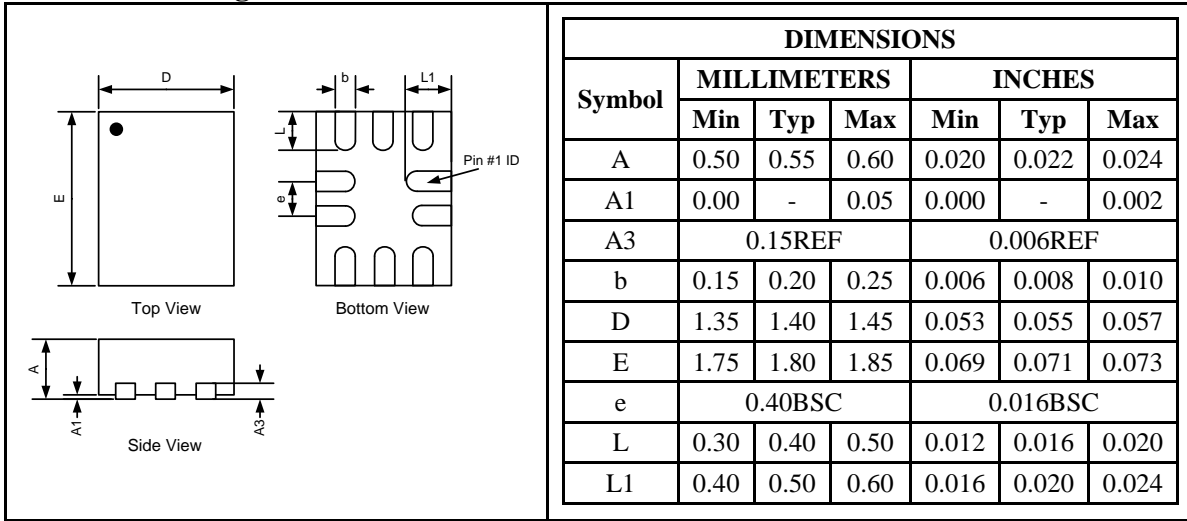 D
b
L1
L
Pin #1 ID
E
e
Top View
Bottom View
A
A1
A3
Side View
DIMENSIONS
Symbol MILLIMETERS INCHES
Min Typ Max Min Typ Max
A 0.50 0.55 0.60 0.020 0.022 0.024
A1 0.00 - 0.05 0.000 - 0.002
A3 0.15REF 0.006REF
b 0.15 0.20 0.25 0.006 0.008 0.010
D 1.35 1.40 1.45 0.053 0.055 0.057
E 1.75 1.80 1.85 0.069 0.071 0.073
e 0.40BSC 0.016BSC
L 0.30 0.40 0.50 0.012 0.016 0.020
L1 0.40 0.50 0.60 0.016 0.020 0.024